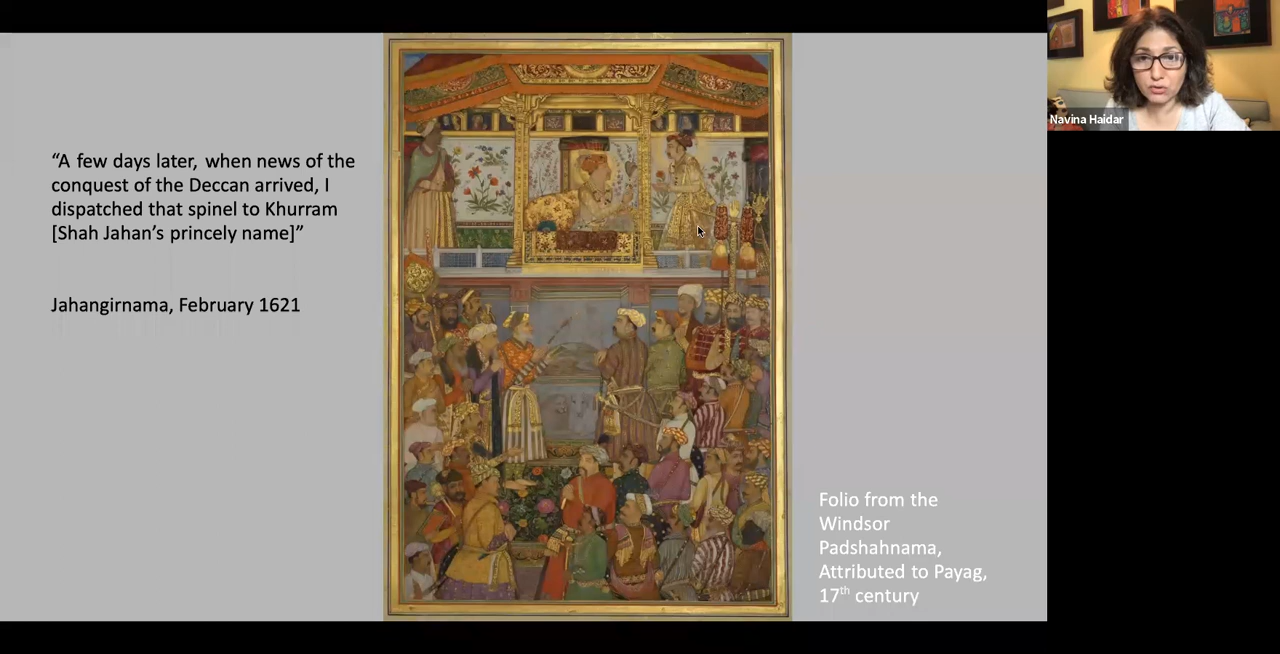 “A few days later, when news of the
conquest of the Deccan arrived, I
dispatched that spinel to Khurram
[Shah Jahan’s princely name]”
Jahangirnama, February 1621
Folio from the
Windsor
Padshahnama,
Attributed to Payag,
17th century
Navina Haidar